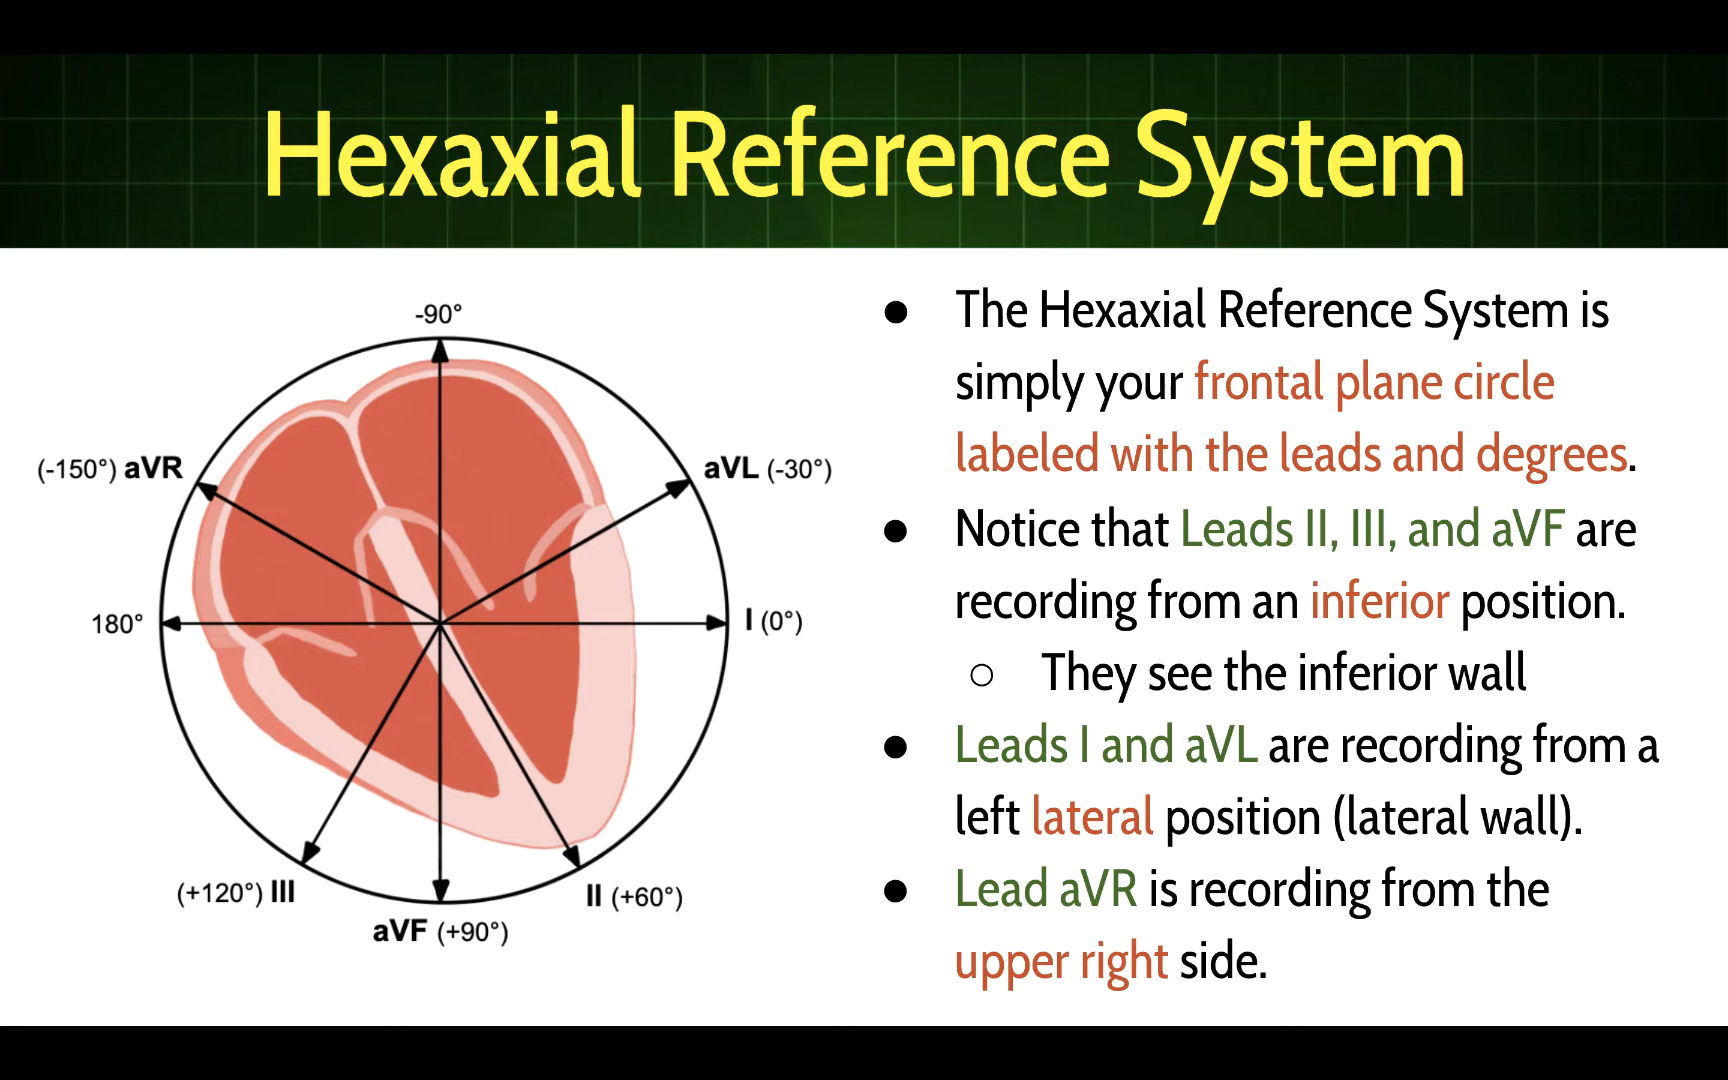 Hexaxial Reference System
-90°
(-150°) aVR
aVL (-30°)
180°
I (0°)
(+120°) III
II (+60°)
aVF (+90°)
● The Hexaxial Reference System is
simply your frontal plane circle
labeled with the leads and degrees.
● Notice that Leads II, III, and aVF are
recording from an inferior position.
○ They see the inferior wall
● Leads I and aVL are recording from a
left lateral position (lateral wall).
● Lead aVR is recording from the
upper right side.